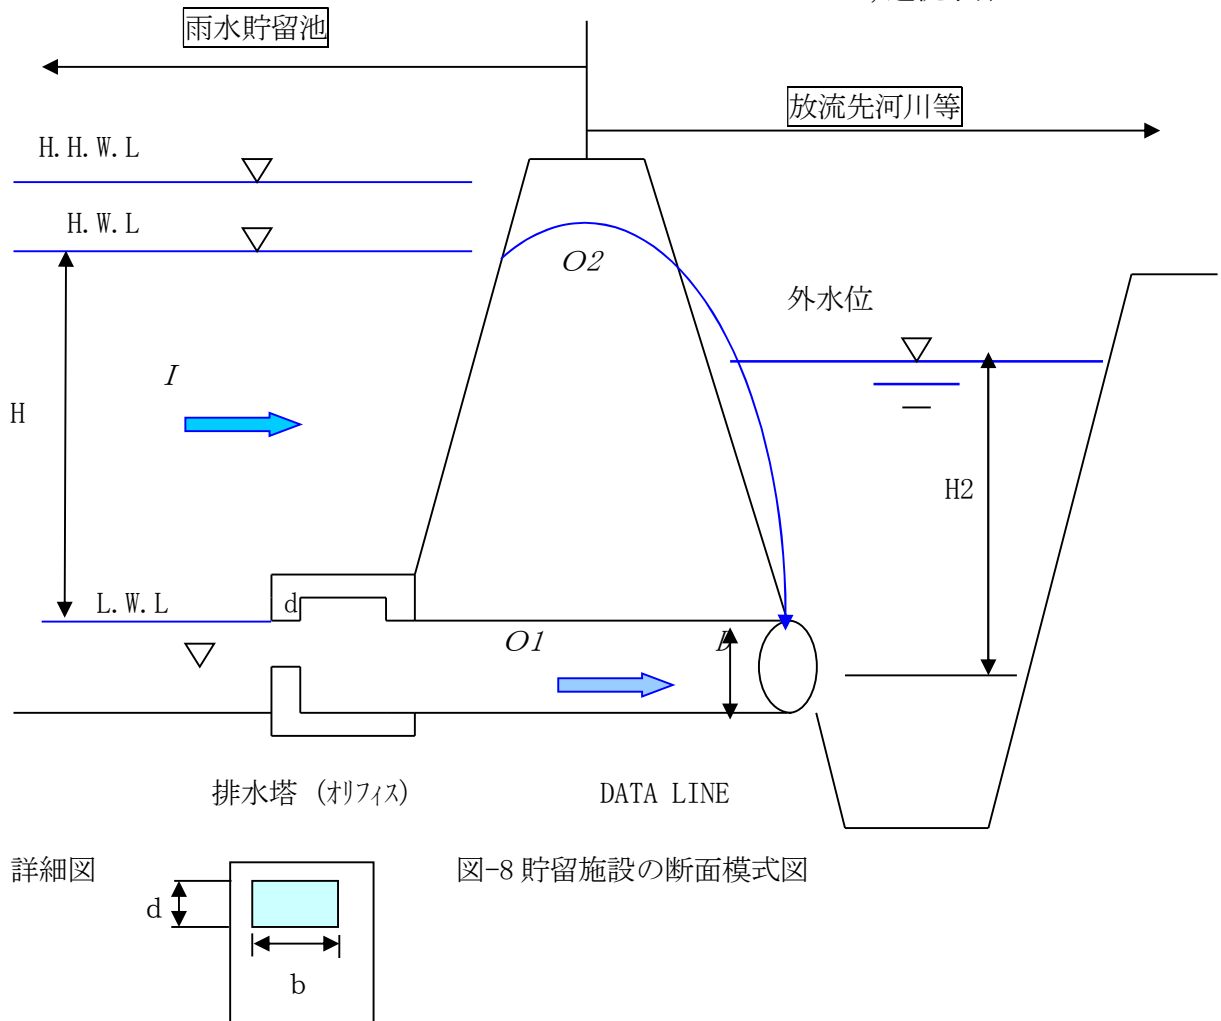 雨水貯留池
放流先河川等
H.H.W.L
H.W.L
O2
外水位
I
H
H2
L.W.L
d
O1
D
排水塔 (オリフィス)
DATA LINE
詳細図
図-8 貯留施設の断面模式図
d
b